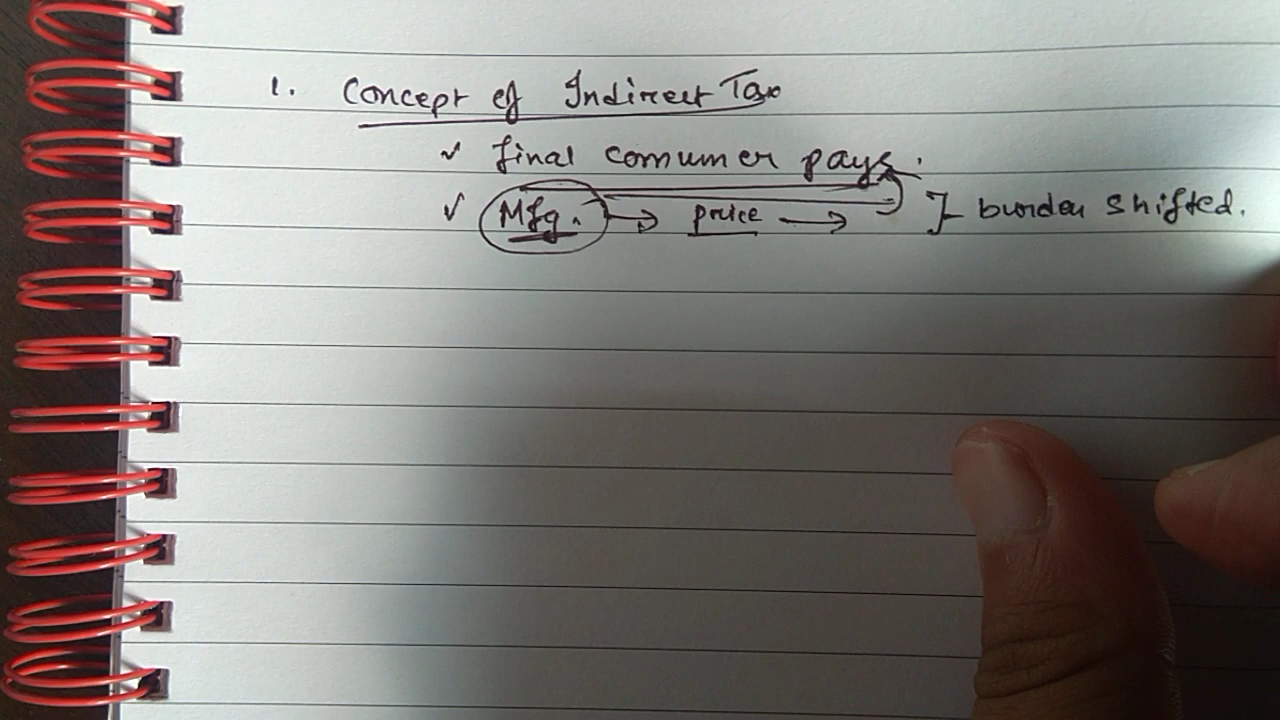 1. Concept of Indirect Tax
✓ final consumer pays.
✓ Mfg. → price → } burden shifted.